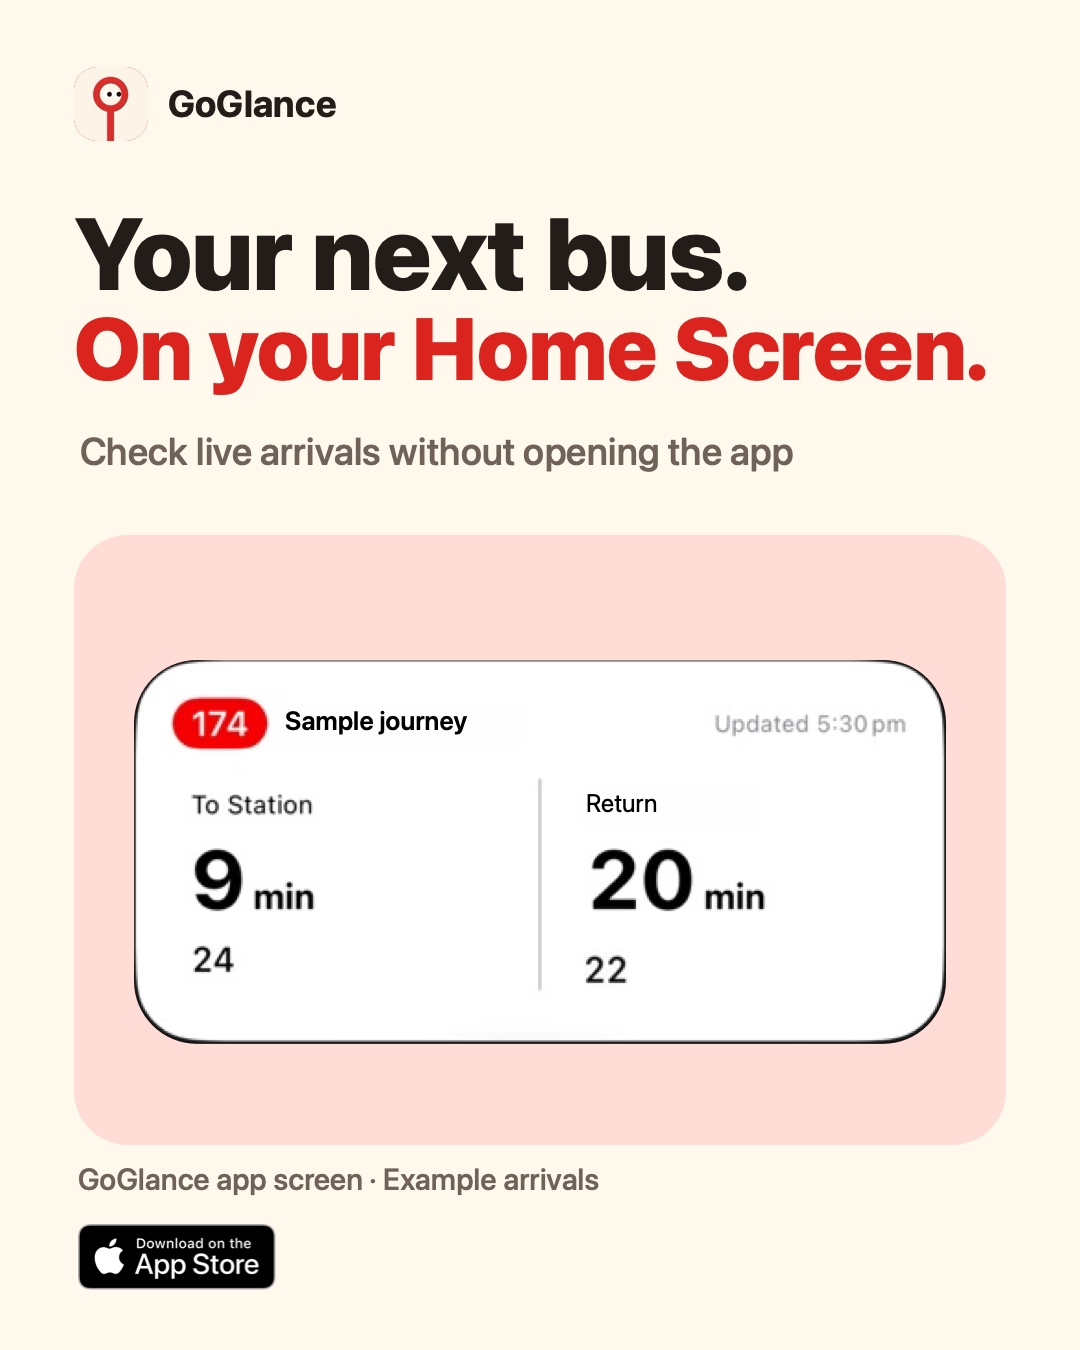 GoGlance
Your next bus.
On your Home Screen.
Check live arrivals without opening the app
174 Sample journey Updated 5:30 pm
To Station
9 min
24
Return
20 min
22
GoGlance app screen · Example arrivals
Download on the
App Store